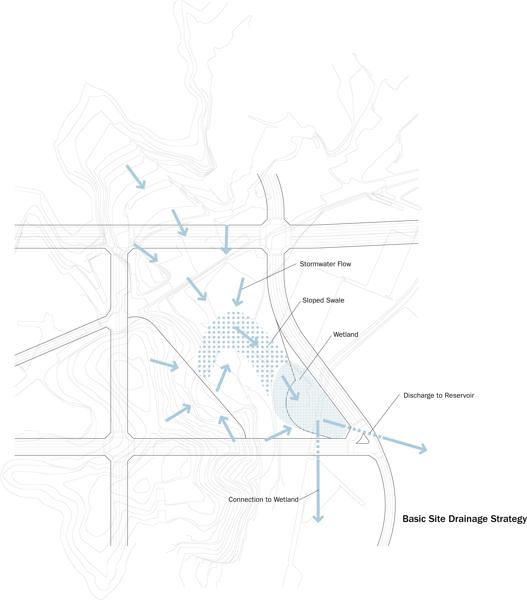 Stormwater Flow
Sloped Swale
Wetland
Discharge to Reservoir
Connection to Wetland
Basic Site Drainage Strategy